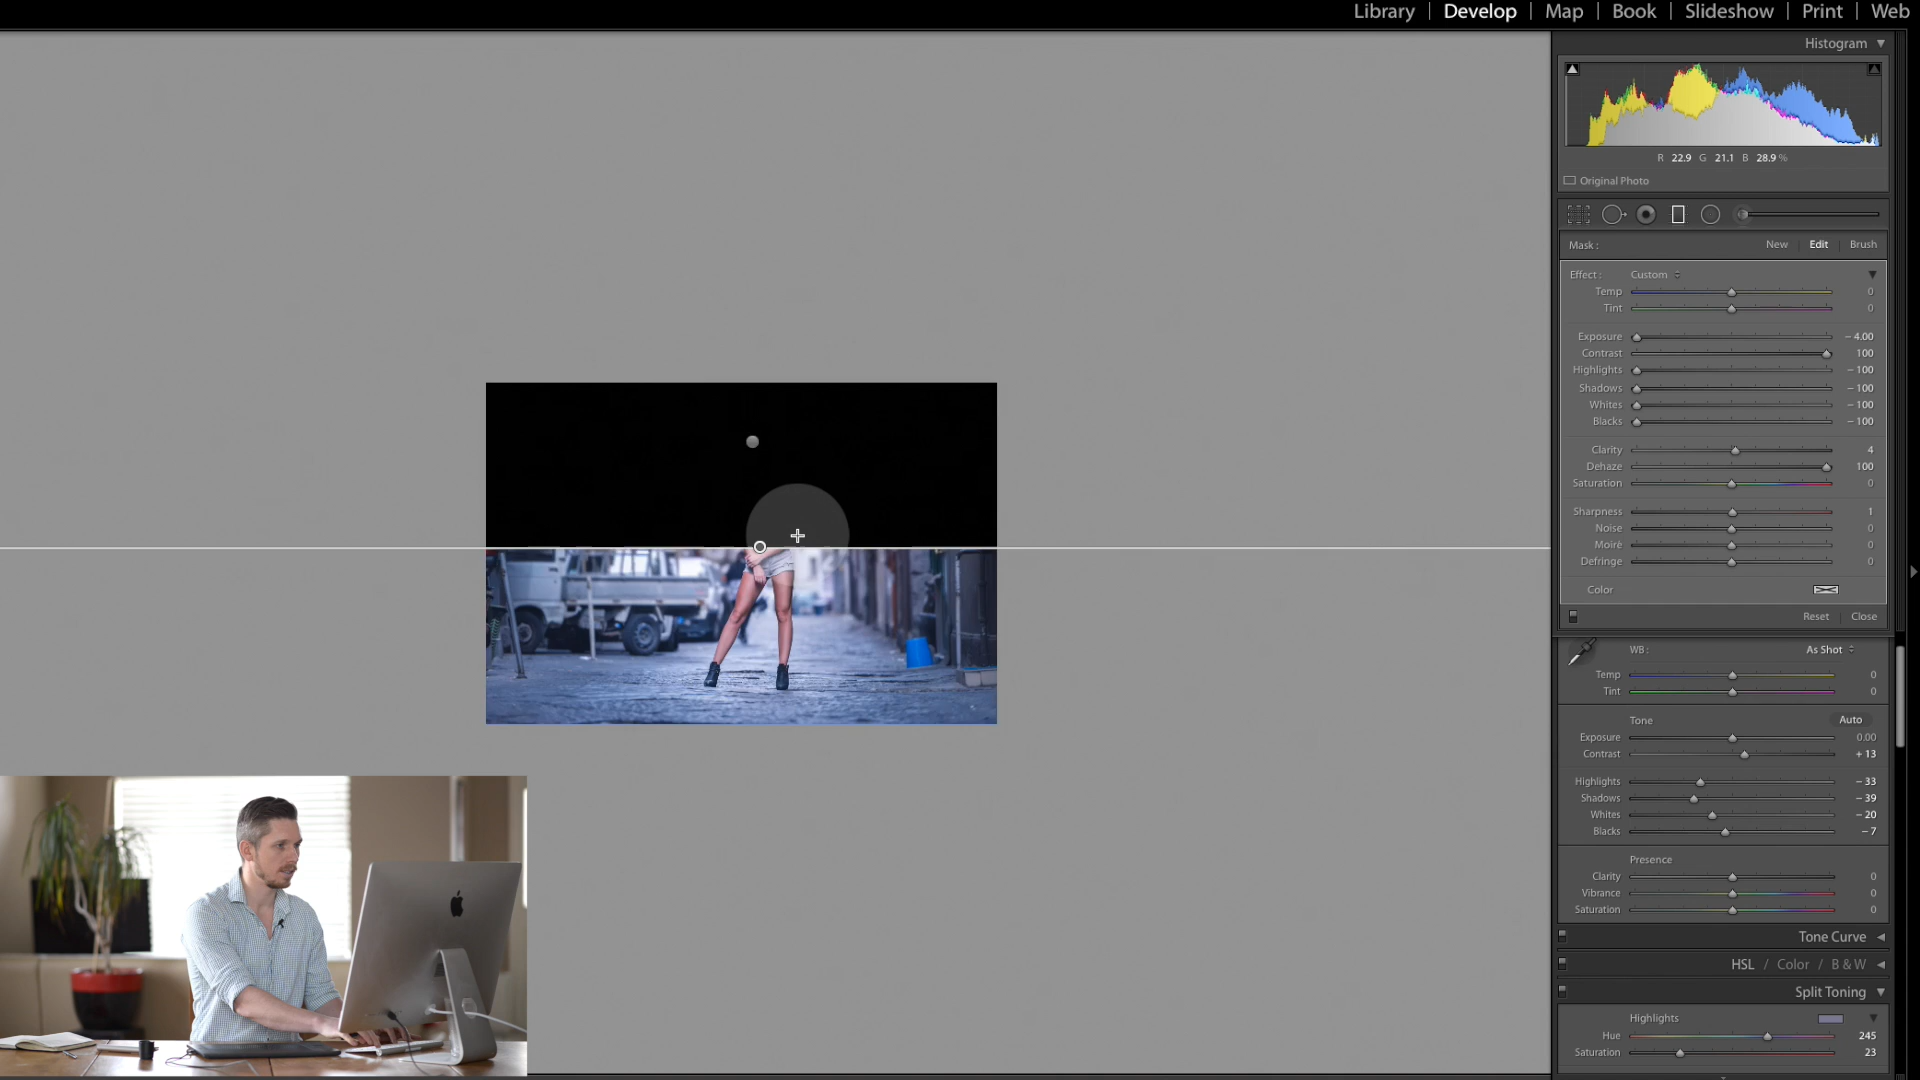 Library | Develop | Map | Book | Slideshow | Print | Web
Histogram
R 22.9 G 21.1 B 28.9 %
Original Photo
Mask : New Edit Brush
Effect : Custom
Temp 0
Tint 0
Exposure – 4.00
Contrast 100
Highlights – 100
Shadows – 100
Whites – 100
Blacks – 100
Clarity 4
Dehaze 100
Saturation 0
Sharpness 1
Noise 0
Moirè 0
Defringe 0
Color
Reset Close
WB : As Shot
Temp 0
Tint 0
Tone Auto
Exposure 0.00
Contrast + 13
Highlights – 33
Shadows – 39
Whites – 20
Blacks – 7
Presence
Clarity 0
Vibrance 0
Saturation 0
Tone Curve
HSL / Color / B & W
Split Toning
Highlights
Hue 245
Saturation 23